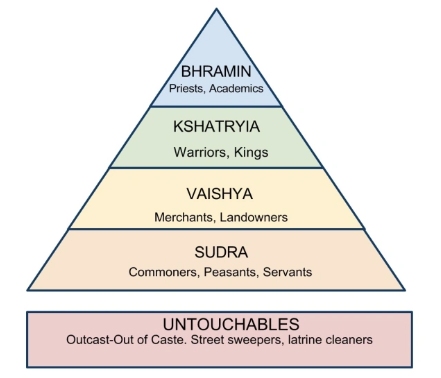 BHRAMIN
Priests, Academics
KSHATRYIA
Warriors, Kings
VAISHYA
Merchants, Landowners
SUDRA
Commoners, Peasants, Servants
UNTOUCHABLES
Outcast-Out of Caste. Street sweepers, latrine cleaners